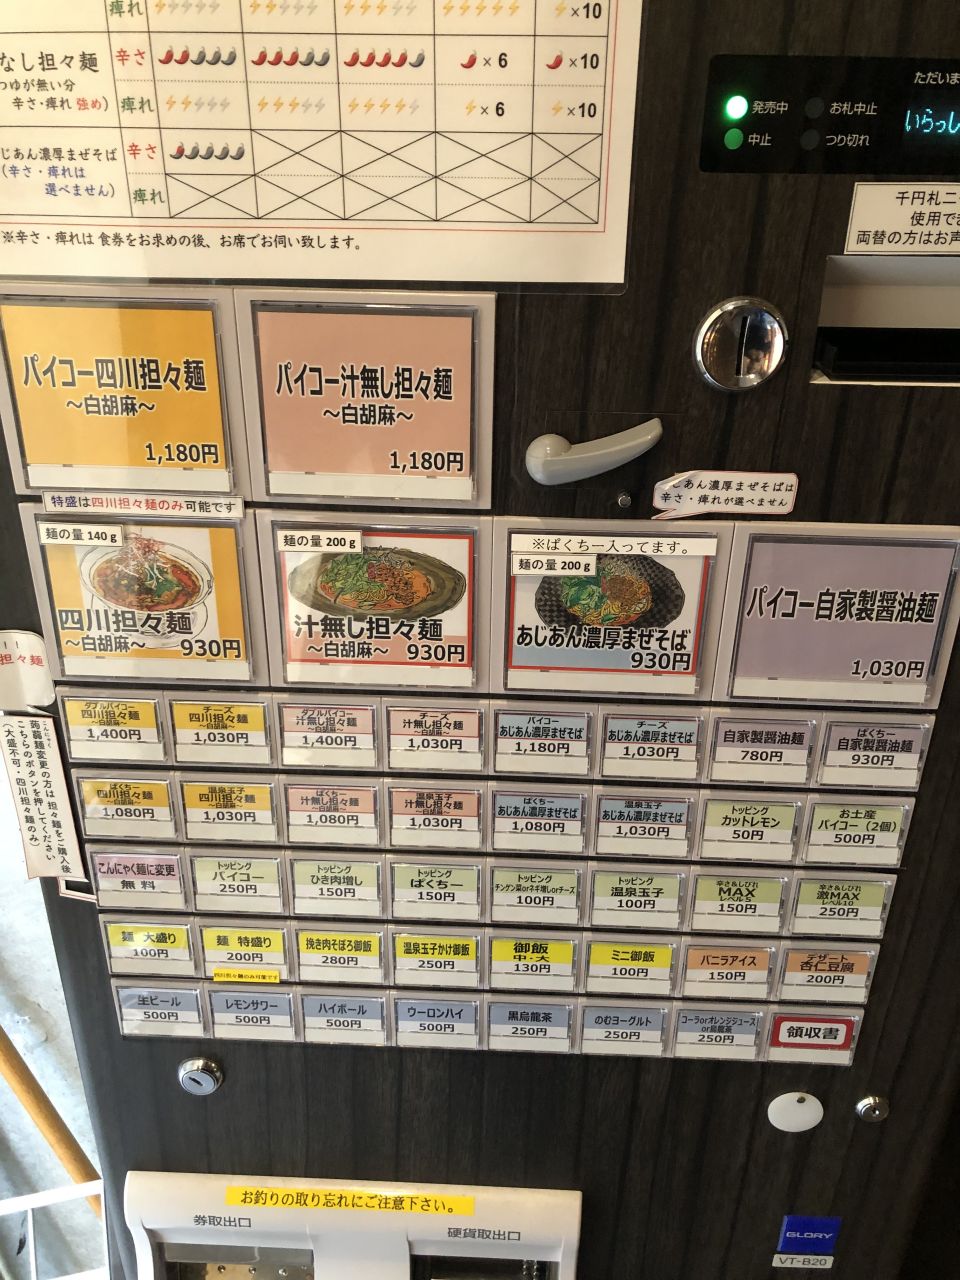 痺れ
×10
なし担々麺
つゆが無い分
辛さ・痺れ 強め)
辛さ
× 6
×10
痺れ
× 6
×10
じあん濃厚まぜそば
(辛さ・痺れは
選べません)
辛さ
痺れ
※辛さ・痺れは 食券をお求めの後、お席でお伺い致します。
ただいま
発売中
お札中止
中止
つり切れ
いらっし
千円札二
使用でき
両替の方はお声
パイコー四川担々麺
～白胡麻～
1,180円
パイコー汁無し担々麺
～白胡麻～
1,180円
特盛は四川担々麺のみ可能です
じあん濃厚まぜそばは
辛さ・痺れが選べません
麺の量 140g
四川担々麺
～白胡麻～ 930円
麺の量 200g
汁無し担々麺
～白胡麻～ 930円
※ぱくちー入ってます。
麺の量 200g
あじあん濃厚まぜそば
930円
パイコー自家製醤油麺
1,030円
担々麺
蒟蒻麺変更の方は 担々麺をご購入後
こんにゃく
こちらのボタンを押してください
(大盛不可・四川担々麺のみ)
ダブルパイコー
四川担々麺
～白胡麻～
1,400円
チーズ
四川担々麺
～白胡麻～
1,030円
ダブルパイコー
汁無し担々麺
～白胡麻～
1,400円
チーズ
汁無し担々麺
～白胡麻～
1,030円
パイコー
あじあん濃厚まぜそば
1,180円
チーズ
あじあん濃厚まぜそば
1,030円
自家製醤油麺
780円
ぱくちー
自家製醤油麺
930円
ぱくちー
四川担々麺
～白胡麻～
1,080円
温泉玉子
四川担々麺
～白胡麻～
1,030円
ぱくちー
汁無し担々麺
～白胡麻～
1,080円
温泉玉子
汁無し担々麺
～白胡麻～
1,030円
ぱくちー
あじあん濃厚まぜそば
1,080円
温泉玉子
あじあん濃厚まぜそば
1,030円
トッピング
カットレモン
50円
お土産
パイコー(2個)
500円
こんにゃく麺に変更
無料
トッピング
パイコー
250円
トッピング
ひき肉増し
150円
トッピング
ぱくちー
150円
トッピング
チンゲン菜orネギ増しorチーズ
100円
トッピング
温泉玉子
100円
辛さ&しびれ
MAX
レベル5
150円
辛さ&しびれ
激MAX
レベル10
250円
麺 大盛り
100円
麺 特盛り
200円
四川担々麺のみ可能です
挽き肉そぼろ御飯
280円
温泉玉子かけ御飯
250円
御飯
中・大
130円
ミニ御飯
100円
バニラアイス
150円
デザート
杏仁豆腐
200円
生ビール
500円
レモンサワー
500円
ハイボール
500円
ウーロンハイ
500円
黒烏龍茶
250円
のむヨーグルト
250円
コーラorオレンジジュース
or烏龍茶
250円
領収書
お釣りの取り忘れにご注意下さい。
券取出口
硬貨取出口
GLORY
VT-B20